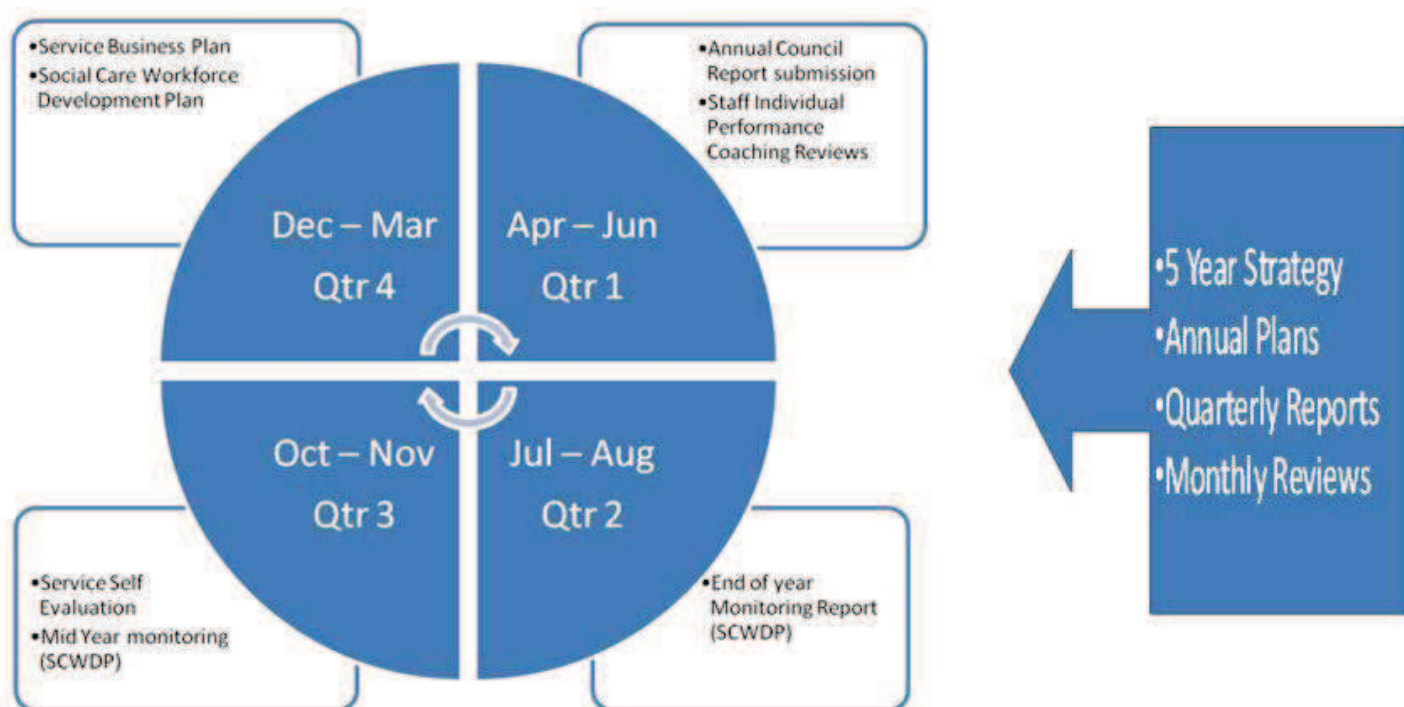 •Service Business Plan
•Social Care Workforce
Development Plan
•Annual Council
Report submission
•Staff Individual
Performance
Coaching Reviews
Dec – Mar
Qtr 4
Apr – Jun
Qtr 1
Oct – Nov
Qtr 3
Jul – Aug
Qtr 2
•Service Self
Evaluation
•Mid Year monitoring
(SCWDP)
•End of year
Monitoring Report
(SCWDP)
•5 Year Strategy
•Annual Plans
•Quarterly Reports
•Monthly Reviews